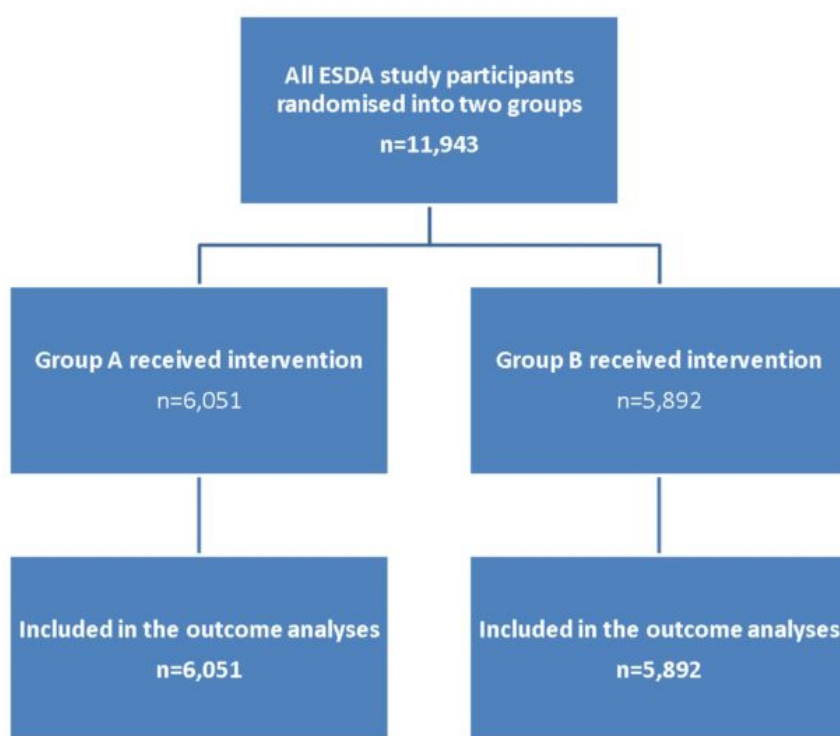 All ESDA study participants
randomised into two groups
n=11,943
Group A received intervention
n=6,051
Group B received intervention
n=5,892
Included in the outcome analyses
n=6,051
Included in the outcome analyses
n=5,892